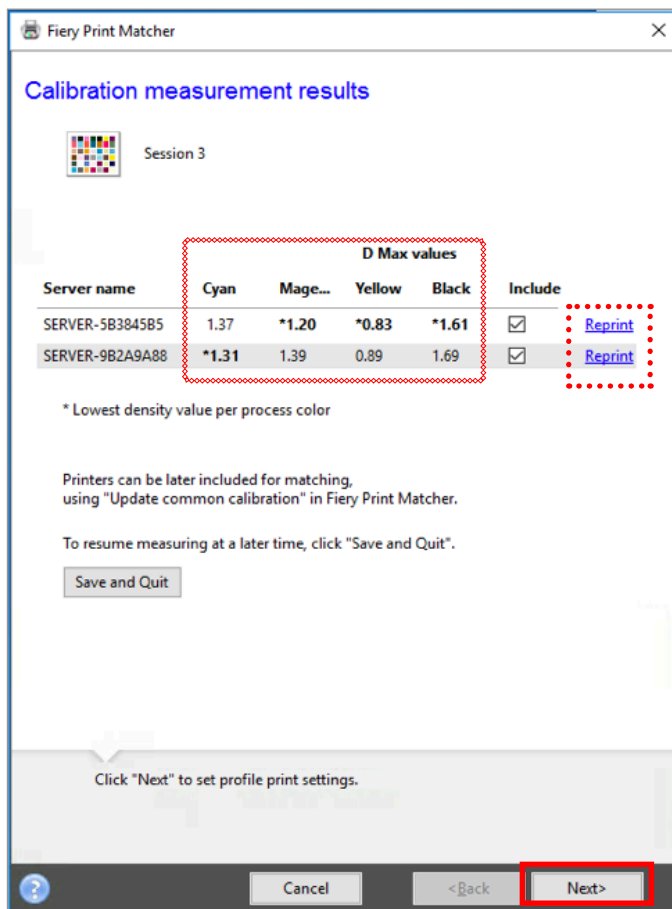 Fiery Print Matcher
Calibration measurement results
Session 3
D Max values
Server name Cyan Mage... Yellow Black Include
SERVER-5B3845B5 1.37 *1.20 *0.83 *1.61 Reprint
SERVER-9B2A9A88 *1.31 1.39 0.89 1.69 Reprint
* Lowest density value per process color
Printers can be later included for matching,
using "Update common calibration" in Fiery Print Matcher.
To resume measuring at a later time, click "Save and Quit".
Save and Quit
Click "Next" to set profile print settings.
? Cancel <Back Next>